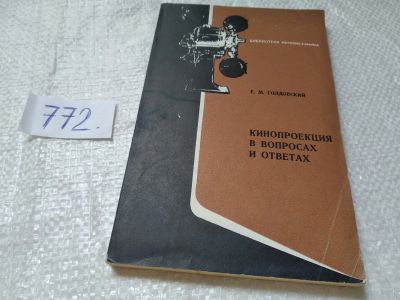 772.
БИБЛИОТЕКА КИНОМЕХАНИКА
Е. М. ГОЛДОВСКИЙ
КИНОПРОЕКЦИЯ
В ВОПРОСАХ
И ОТВЕТАХ